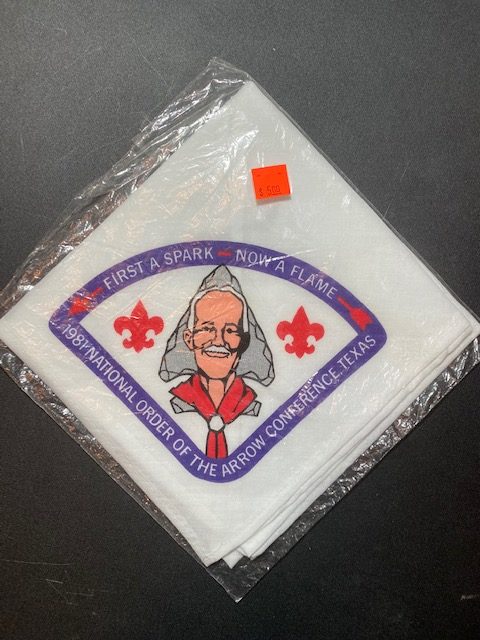 $ 5.00
FIRST A SPARK NOW A FLAME
1981 NATIONAL ORDER OF THE ARROW CONFERENCE, TEXAS